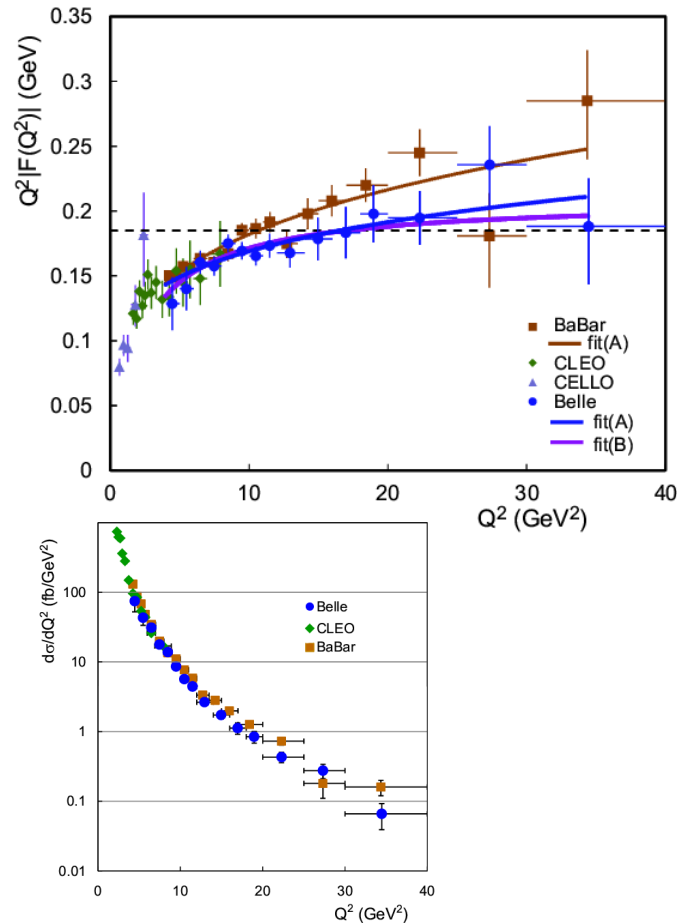 0.35
0.3
0.25
0.2
0.15
0.1
0.05
0
Q²|F(Q²)| (GeV)
BaBar
fit(A)
CLEO
CELLO
Belle
fit(A)
fit(B)
0 10 20 30 40
Q² (GeV²)
dσ/dQ² (fb/GeV²)
100
10
1
0.1
0.01
Belle
CLEO
BaBar
0 10 20 30 40
Q² (GeV²)